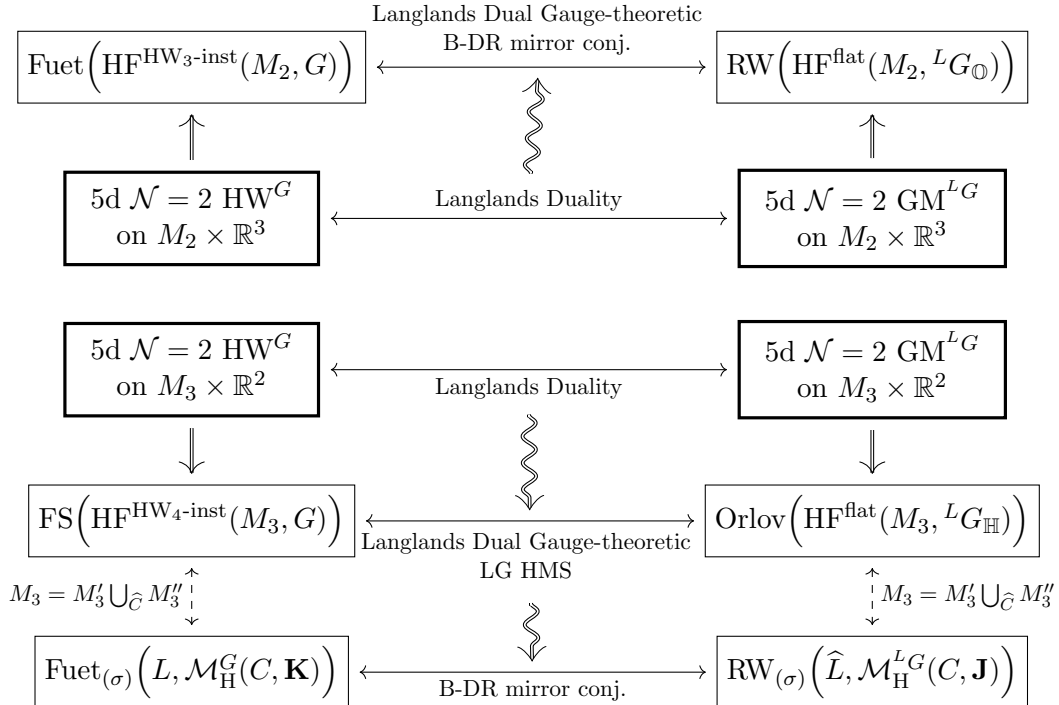 Langlands Dual Gauge-theoretic
B-DR mirror conj.
Fuet(HF^{HW_3-inst}(M_2, G))
RW(HF^{flat}(M_2, ^LG_𝕆))
5d 𝒩 = 2 HW^G
on M_2 × ℝ^3
Langlands Duality
5d 𝒩 = 2 GM^{^LG}
on M_2 × ℝ^3
5d 𝒩 = 2 HW^G
on M_3 × ℝ^2
Langlands Duality
5d 𝒩 = 2 GM^{^LG}
on M_3 × ℝ^2
FS(HF^{HW_4-inst}(M_3, G))
Orlov(HF^{flat}(M_3, ^LG_ℍ))
Langlands Dual Gauge-theoretic
LG HMS
M_3 = M_3′ ⋃_{Ĉ} M_3″
M_3 = M_3′ ⋃_{Ĉ} M_3″
Fuet_{(σ)}(L, ℳ_H^G(C, 𝐊))
RW_{(σ)}(L̂, ℳ_H^{^LG}(C, 𝐉))
B-DR mirror conj.